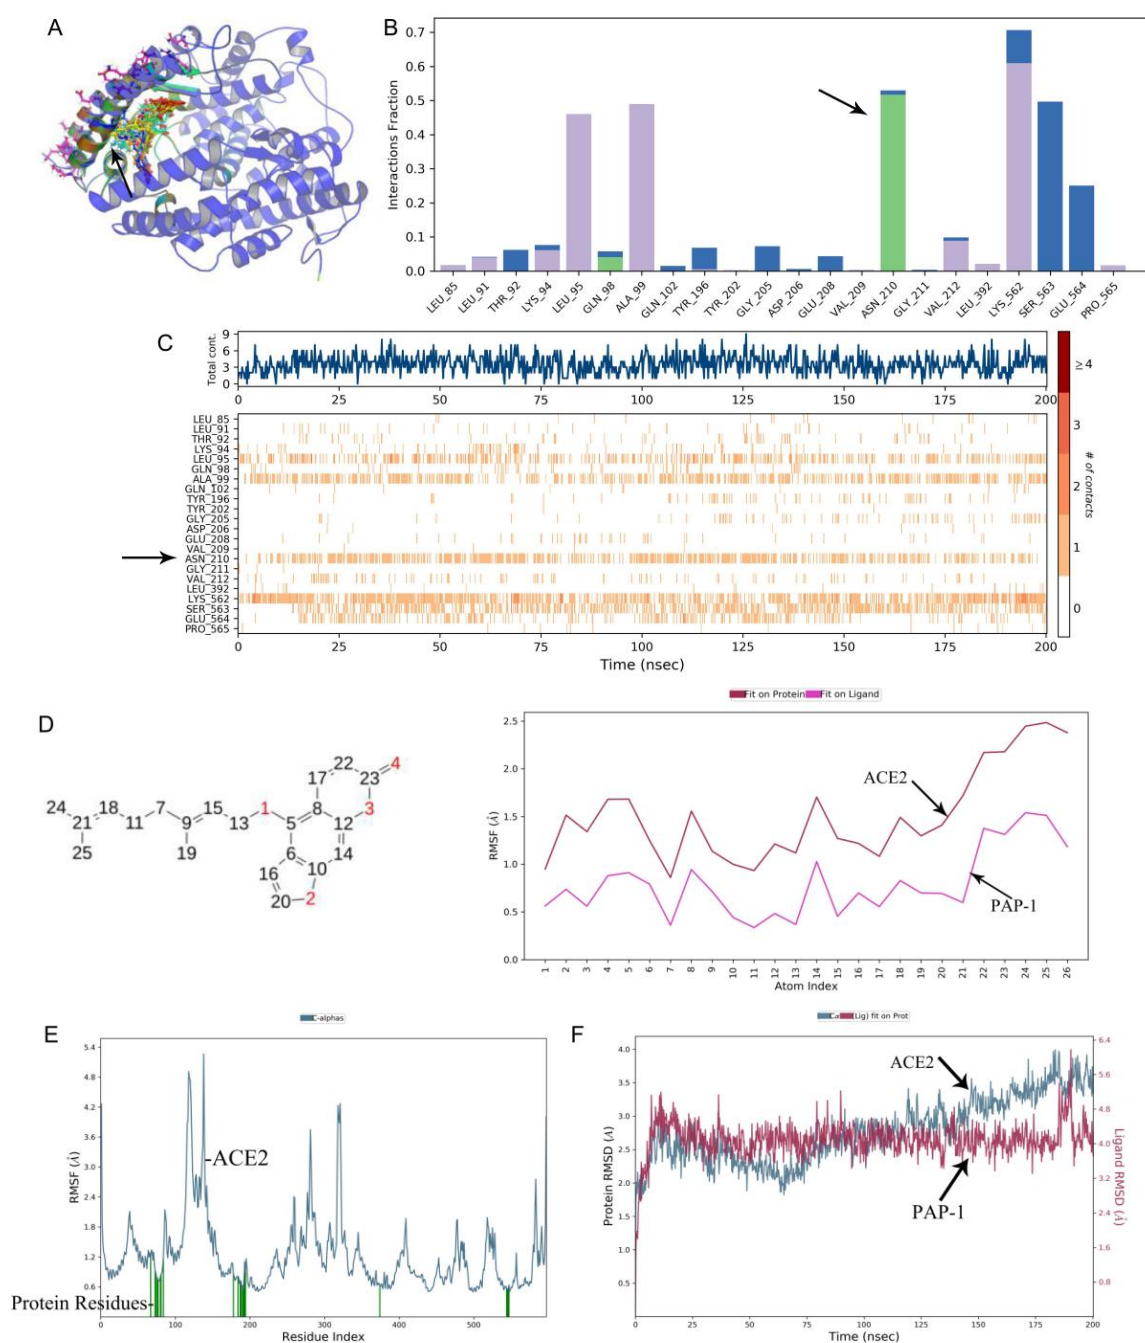 A
B
Interactions Fraction
0.7
0.6
0.5
0.4
0.3
0.2
0.1
0.0
LEU_85
LEU_91
THR_92
LYS_94
LEU_95
GLN_98
ALA_99
GLN_102
TYR_196
TYR_202
GLY_205
ASP_206
GLU_208
VAL_209
ASN_210
GLY_211
VAL_212
LEU_392
LYS_562
SER_563
GLU_564
PRO_565
C
Total cont.
9
6
3
0
0 25 50 75 100 125 150 175 200
LEU_85
LEU_91
THR_92
LYS_94
LEU_95
GLN_98
ALA_99
GLN_102
TYR_196
TYR_202
GLY_205
ASP_206
GLU_208
VAL_209
ASN_210
GLY_211
VAL_212
LEU_392
LYS_562
SER_563
GLU_564
PRO_565
0 25 50 75 100 125 150 175 200
Time (nsec)
≥4
3
2
1
0
# of contacts
D
24 21 25 18 11 7 9 19 15 13 1 5 6 16 20 2 10 14 12 8 17 22 23 4 3
Fit on Protein Fit on Ligand
RMSF (Å)
2.5
2.0
1.5
1.0
0.5
0.0
ACE2
PAP-1
1 2 3 4 5 6 7 8 9 10 11 12 13 14 15 16 17 18 19 20 21 22 23 24 25 26
Atom Index
E
C-alphas
RMSF (Å)
5.4
4.8
4.2
3.6
3.0
2.4
1.8
1.2
0.6
-ACE2
Protein Residues-
0 100 200 300 400 500
Residue Index
F
(Lig) fit on Prot
Protein RMSD (Å)
4.0
3.5
3.0
2.5
2.0
1.5
1.0
0.5
ACE2
PAP-1
6.4
5.6
4.8
4.0
3.2
2.4
1.6
0.8
Ligand RMSD (Å)
0 25 50 75 100 125 150 175 200
Time (nsec)